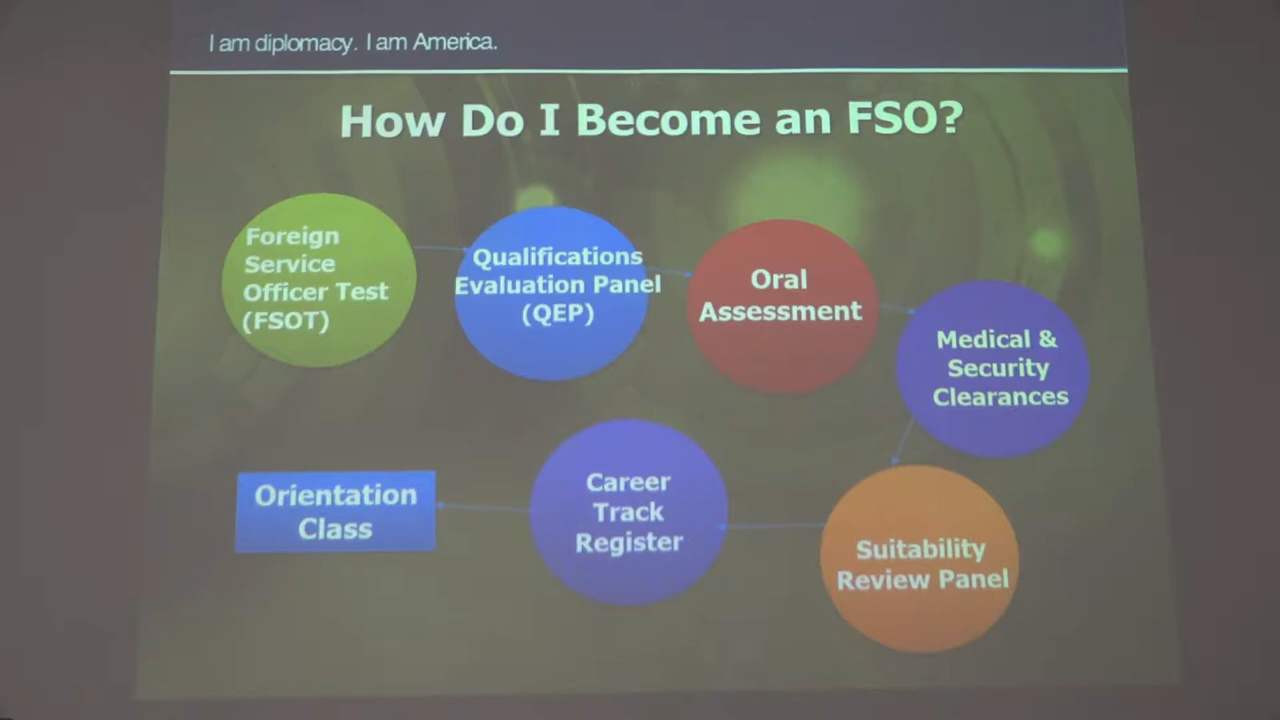 I am diplomacy. I am America.
How Do I Become an FSO?
Foreign
Service
Officer Test
(FSOT)
Qualifications
Evaluation Panel
(QEP)
Oral
Assessment
Medical &
Security
Clearances
Suitability
Review Panel
Career
Track
Register
Orientation
Class